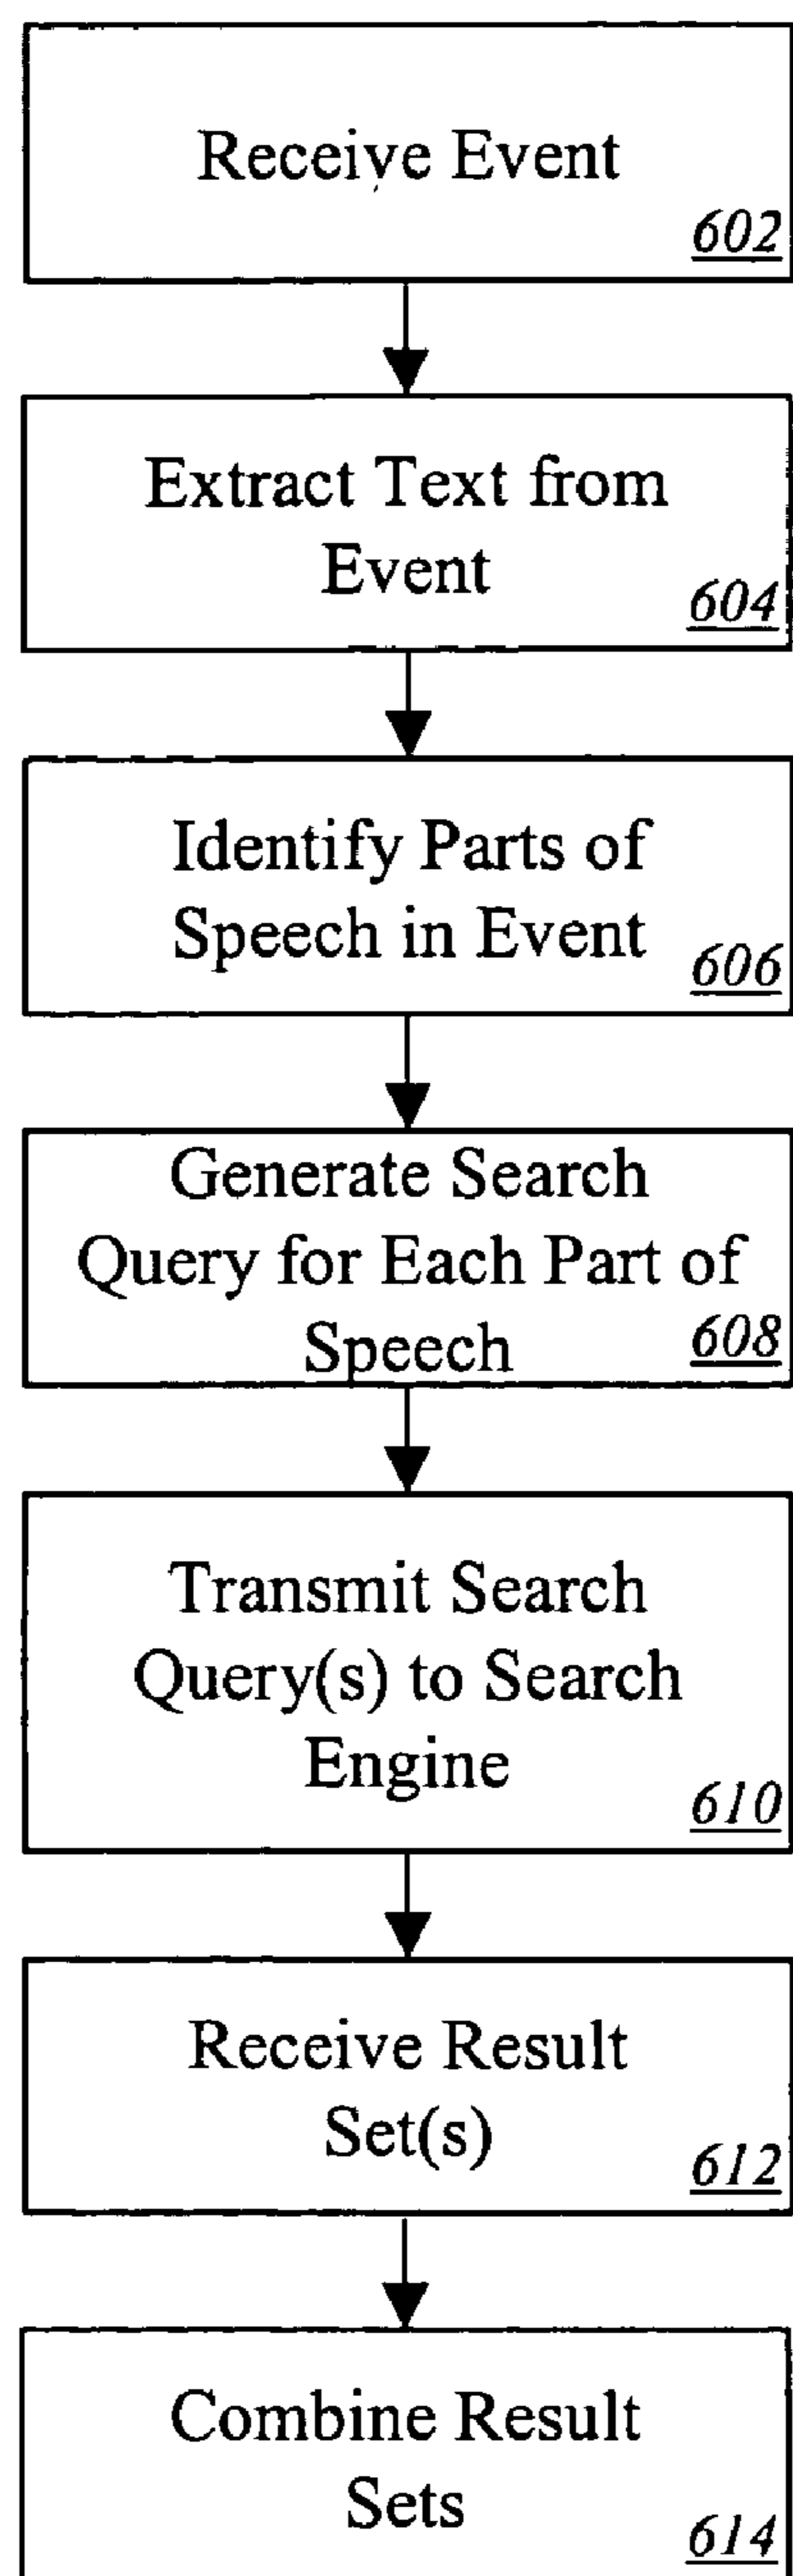 Receive Event
602
Extract Text from
Event
604
Identify Parts of
Speech in Event
606
Generate Search
Query for Each Part of
Speech
608
Transmit Search
Query(s) to Search
Engine
610
Receive Result
Set(s)
612
Combine Result
Sets
614